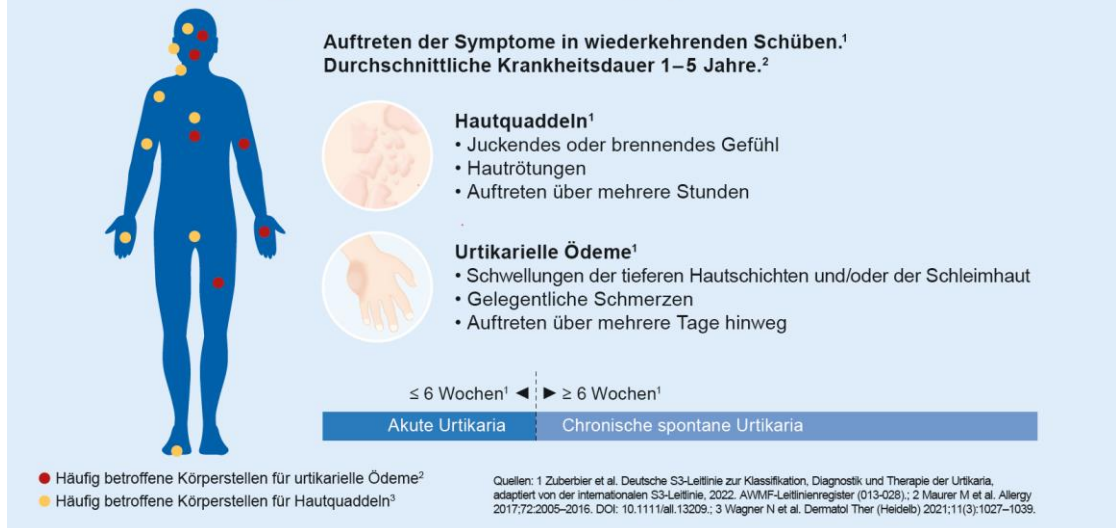 Auftreten der Symptome in wiederkehrenden Schüben.¹
Durchschnittliche Krankheitsdauer 1–5 Jahre.²
Hautquaddeln¹
• Juckendes oder brennendes Gefühl
• Hautrötungen
• Auftreten über mehrere Stunden
Urtikarielle Ödeme¹
• Schwellungen der tieferen Hautschichten und/oder der Schleimhaut
• Gelegentliche Schmerzen
• Auftreten über mehrere Tage hinweg
≤ 6 Wochen¹ ◄ ► ≥ 6 Wochen¹
Akute Urtikaria Chronische spontane Urtikaria
Häufig betroffene Körperstellen für urtikarielle Ödeme²
Häufig betroffene Körperstellen für Hautquaddeln³
Quellen: 1 Zuberbier et al. Deutsche S3-Leitlinie zur Klassifikation, Diagnostik und Therapie der Urtikaria,
adaptiert von der internationalen S3-Leitlinie, 2022. AWMF-Leitlinienregister (013-028).; 2 Maurer M et al. Allergy
2017;72:2005–2016. DOI: 10.1111/all.13209.; 3 Wagner N et al. Dermatol Ther (Heidelb) 2021;11(3):1027–1039.